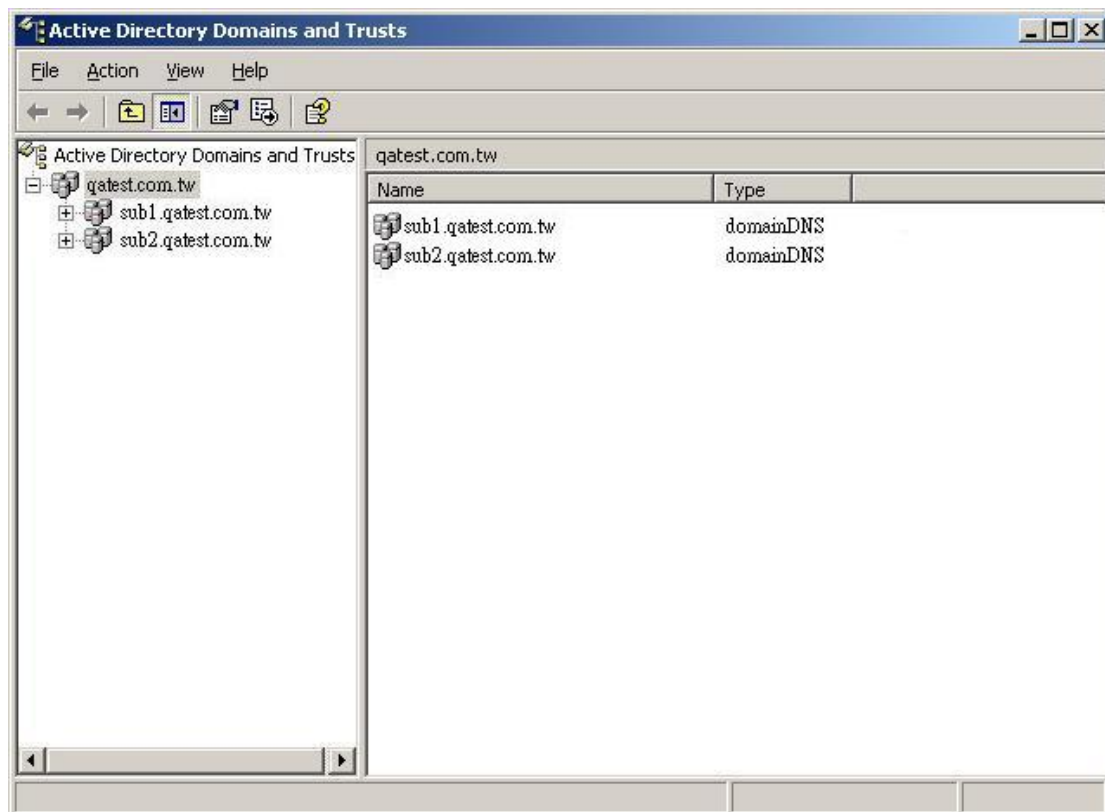 Active Directory Domains and Trusts
File Action View Help
Active Directory Domains and Trusts
qatest.com.tw
sub1.qatest.com.tw
sub2.qatest.com.tw
qatest.com.tw
Name Type
sub1.qatest.com.tw domainDNS
sub2.qatest.com.tw domainDNS